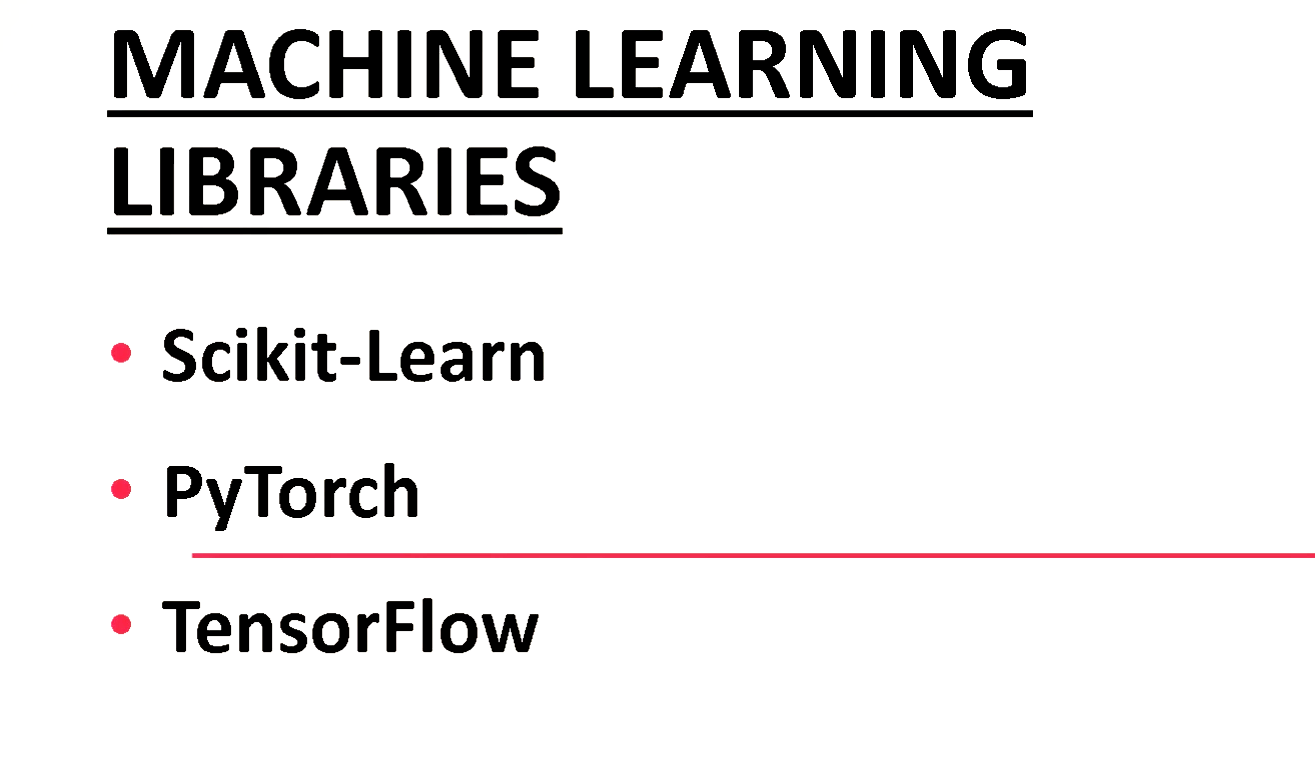 MACHINE LEARNING
LIBRARIES
• Scikit-Learn
• PyTorch
• TensorFlow